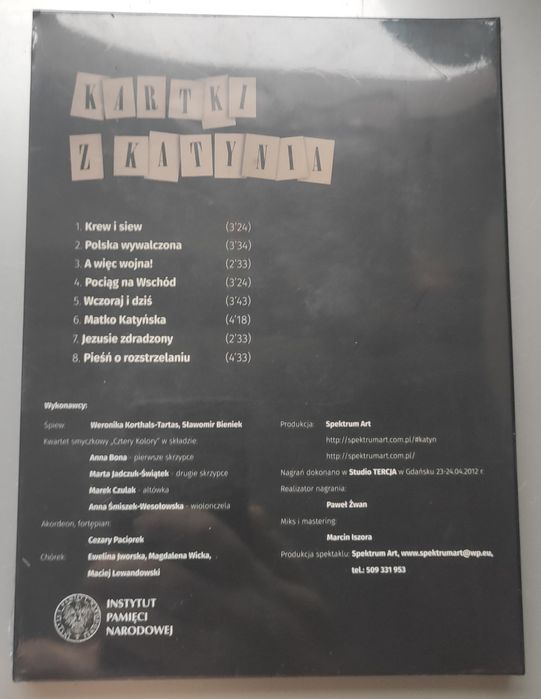 KARTKI
Z KATYNIA
1. Krew i siew (3'24)
2. Polska wywalczona (3'34)
3. A więc wojna! (2'33)
4. Pociąg na Wschód (3'24)
5. Wczoraj i dziś (3'43)
6. Matko Katyńska (4'18)
7. Jezusie zdradzony (2'33)
8. Pieśń o rozstrzelaniu (4'33)
Wykonawcy:
Śpiew: Weronika Korthals-Tartas, Sławomir Bieniek
Kwartet smyczkowy „Cztery Kolory" w składzie:
Anna Bona - pierwsze skrzypce
Marta Jadczuk-Świątek - drugie skrzypce
Marek Czulak - altówka
Anna Śmiszek-Wesołowska - wiolonczela
Akordeon, fortepian:
Cezary Paciorek
Chórek: Ewelina Jworska, Magdalena Wicka,
Maciej Lewandowski
Produkcja: Spektrum Art
http://spektrumart.com.pl/#katyn
http://spektrumart.com.pl/
Nagrań dokonano w Studio TERCJA w Gdańsku 23-24.04.2012 r.
Realizator nagrania:
Paweł Żwan
Miks i mastering:
Marcin Iszora
Produkcja spektaklu: Spektrum Art, www.spektrumart@wp.eu,
tel.: 509 331 953
INSTYTUT
PAMIĘCI
NARODOWEJ